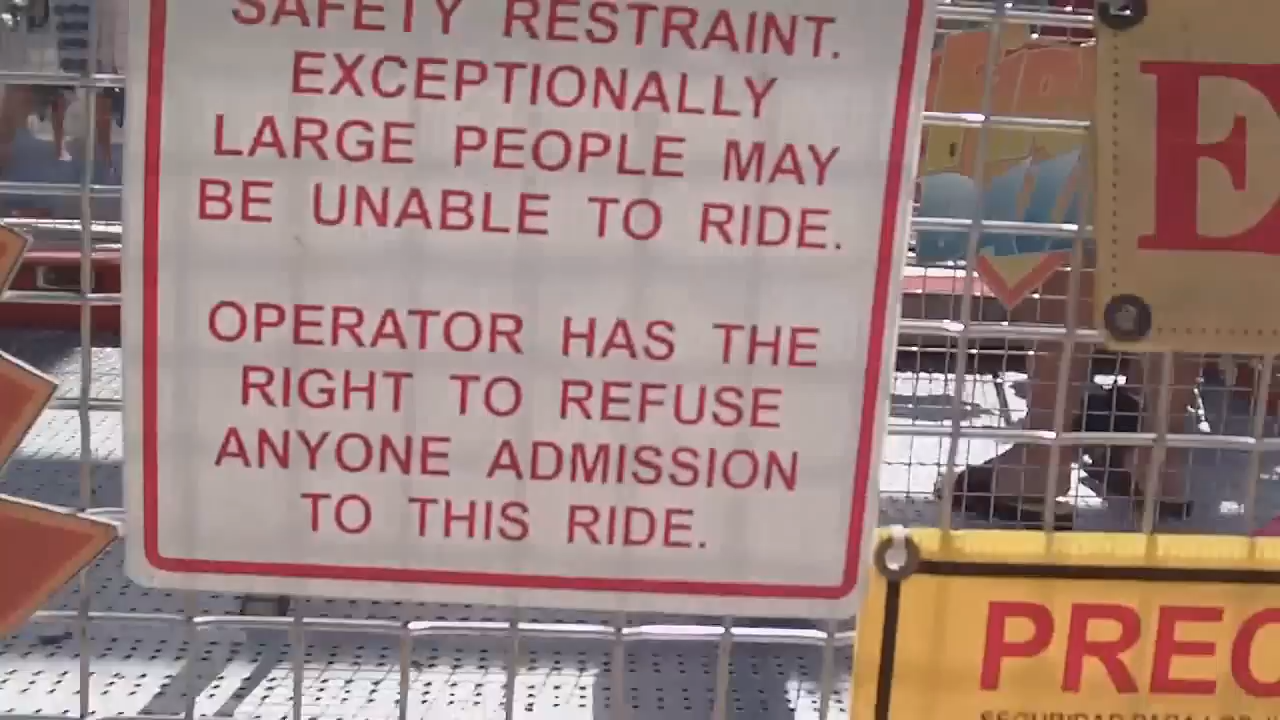 SAFETY RESTRAINT.
EXCEPTIONALLY
LARGE PEOPLE MAY
BE UNABLE TO RIDE.
OPERATOR HAS THE
RIGHT TO REFUSE
ANYONE ADMISSION
TO THIS RIDE.
E
PREC